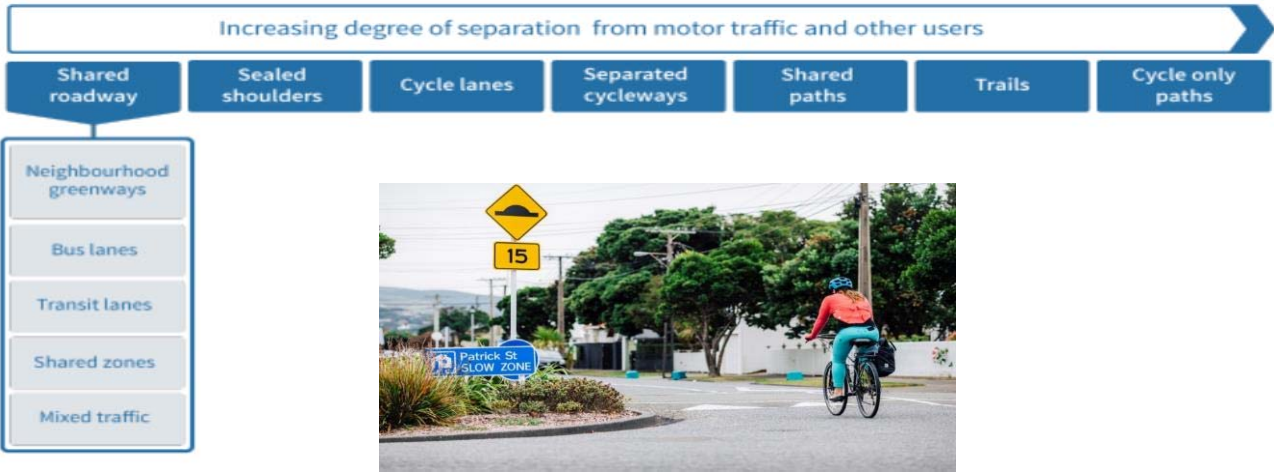 Increasing degree of separation from motor traffic and other users
Shared
roadway
Sealed
shoulders
Cycle lanes
Separated
cycleways
Shared
paths
Trails
Cycle only
paths
Neighbourhood
greenways
Bus lanes
Transit lanes
Shared zones
Mixed traffic
15
Patrick St
SLOW ZONE